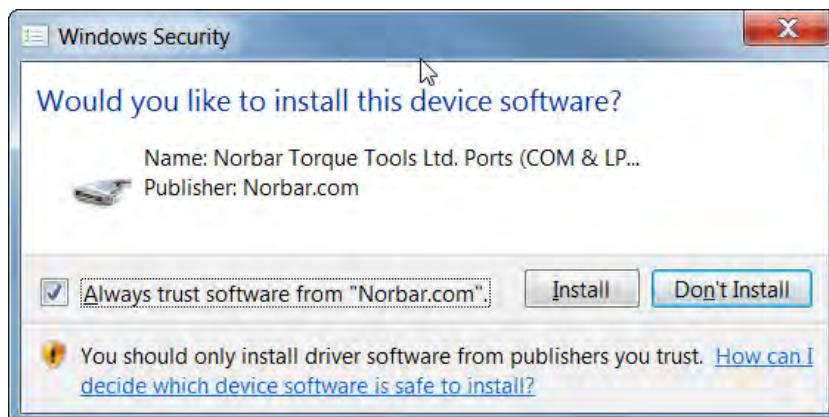 Windows Security
Would you like to install this device software?
Name: Norbar Torque Tools Ltd. Ports (COM & LP...
Publisher: Norbar.com
Always trust software from "Norbar.com".
Install
Don't Install
You should only install driver software from publishers you trust. How can I
decide which device software is safe to install?